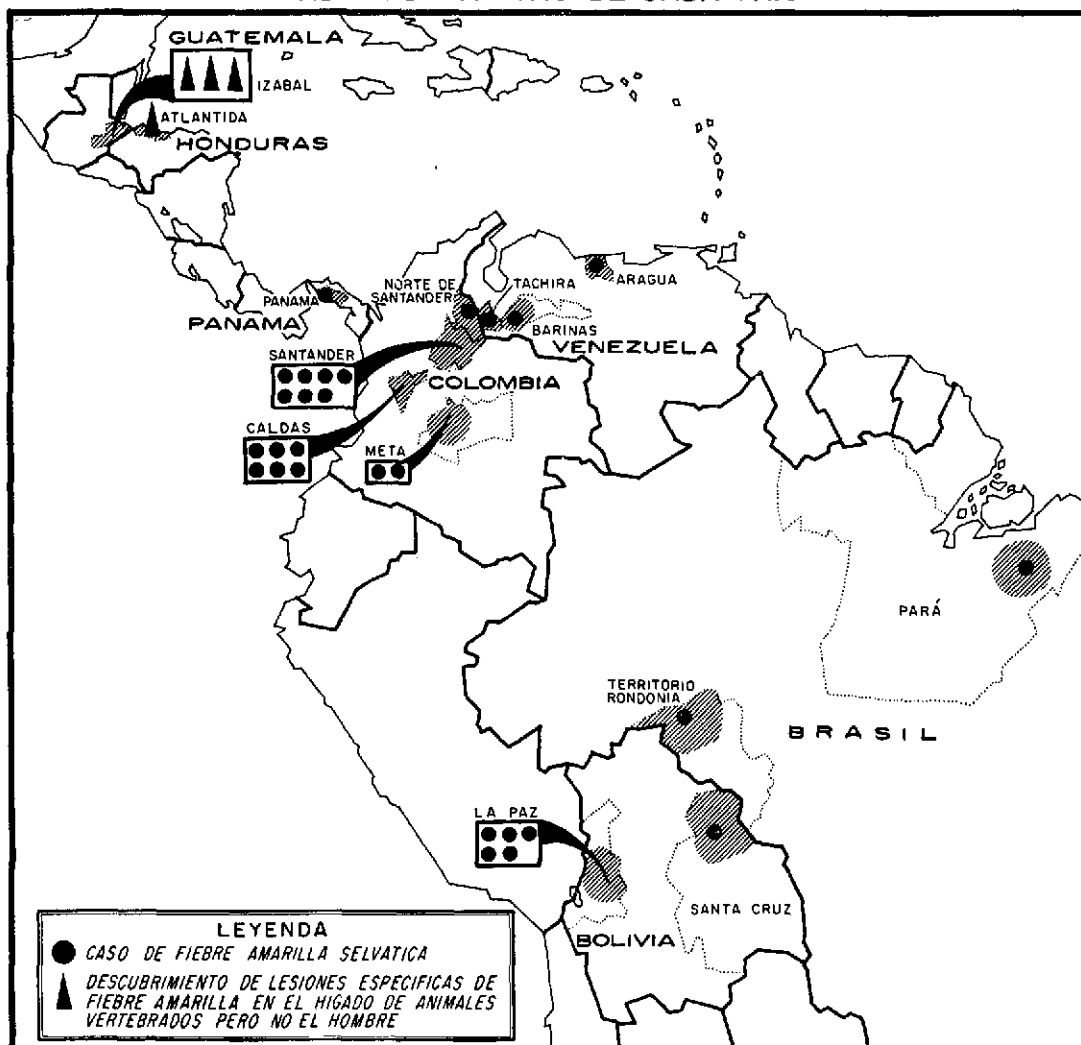 GUATEMALA
IZABAL
ATLANTIDA
HONDURAS
PANAMA
PANAMA
NORTE DE
SANTANDER
TACHIRA
ARAGUA
BARINAS
VENEZUELA
SANTANDER
COLOMBIA
CALDAS
META
PARÁ
TERRITORIO
RONDONIA
BRASIL
LA PAZ
SANTA CRUZ
BOLIVIA
LEYENDA
CASO DE FIEBRE AMARILLA SELVATICA
DESCUBRIMIENTO DE LESIONES ESPECIFICAS DE
FIEBRE AMARILLA EN EL HIGADO DE ANIMALES
VERTEBRADOS PERO NO EL HOMBRE